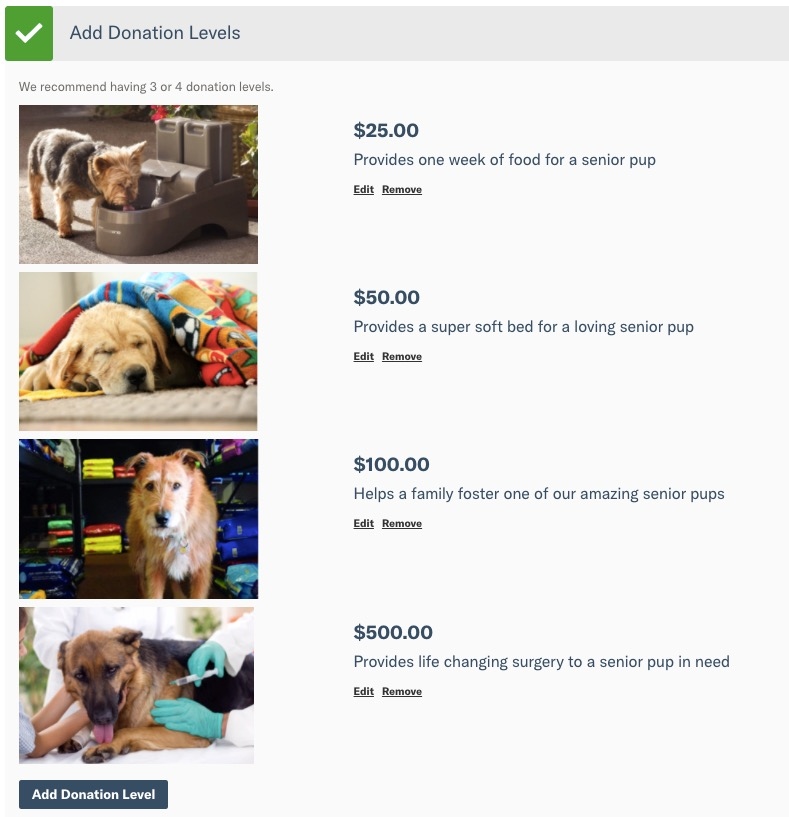 Add Donation Levels
We recommend having 3 or 4 donation levels.
$25.00
Provides one week of food for a senior pup
Edit Remove
$50.00
Provides a super soft bed for a loving senior pup
Edit Remove
$100.00
Helps a family foster one of our amazing senior pups
Edit Remove
$500.00
Provides life changing surgery to a senior pup in need
Edit Remove
Add Donation Level